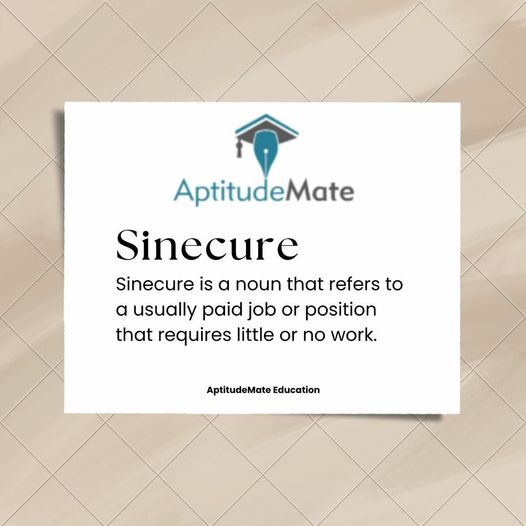 AptitudeMate
Sinecure
Sinecure is a noun that refers to
a usually paid job or position
that requires little or no work.
AptitudeMate Education